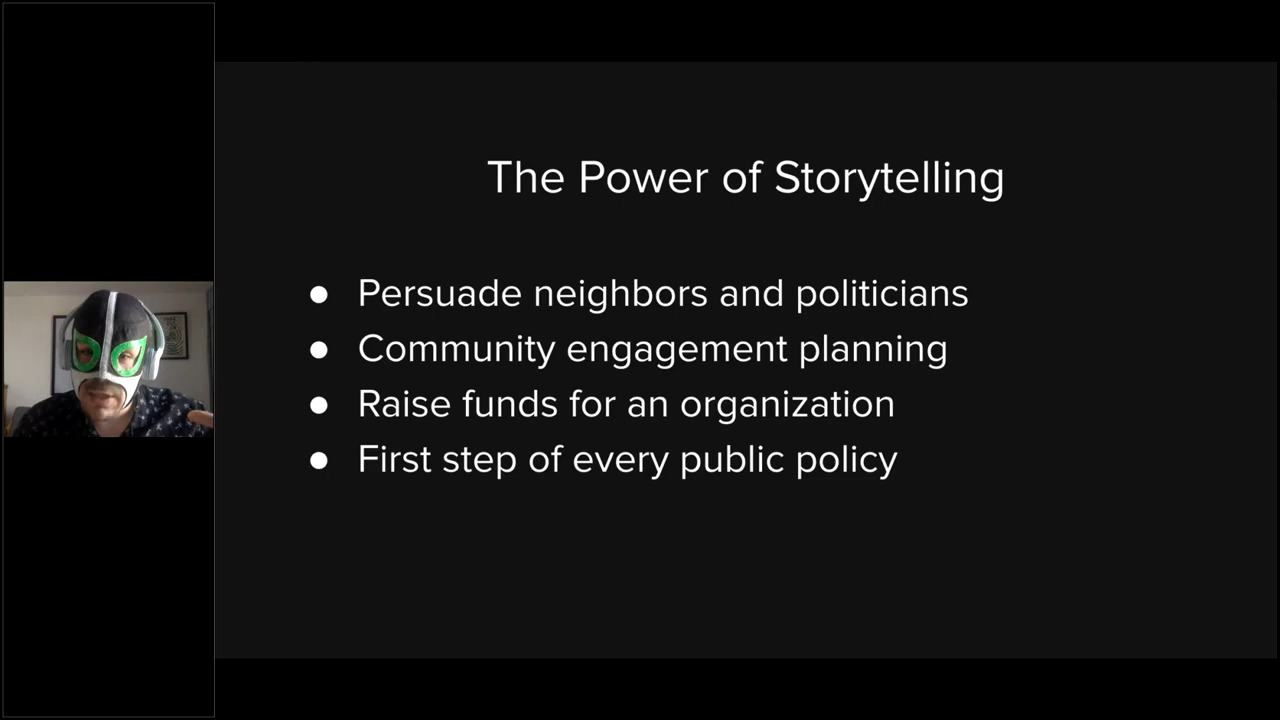 The Power of Storytelling
● Persuade neighbors and politicians
● Community engagement planning
● Raise funds for an organization
● First step of every public policy